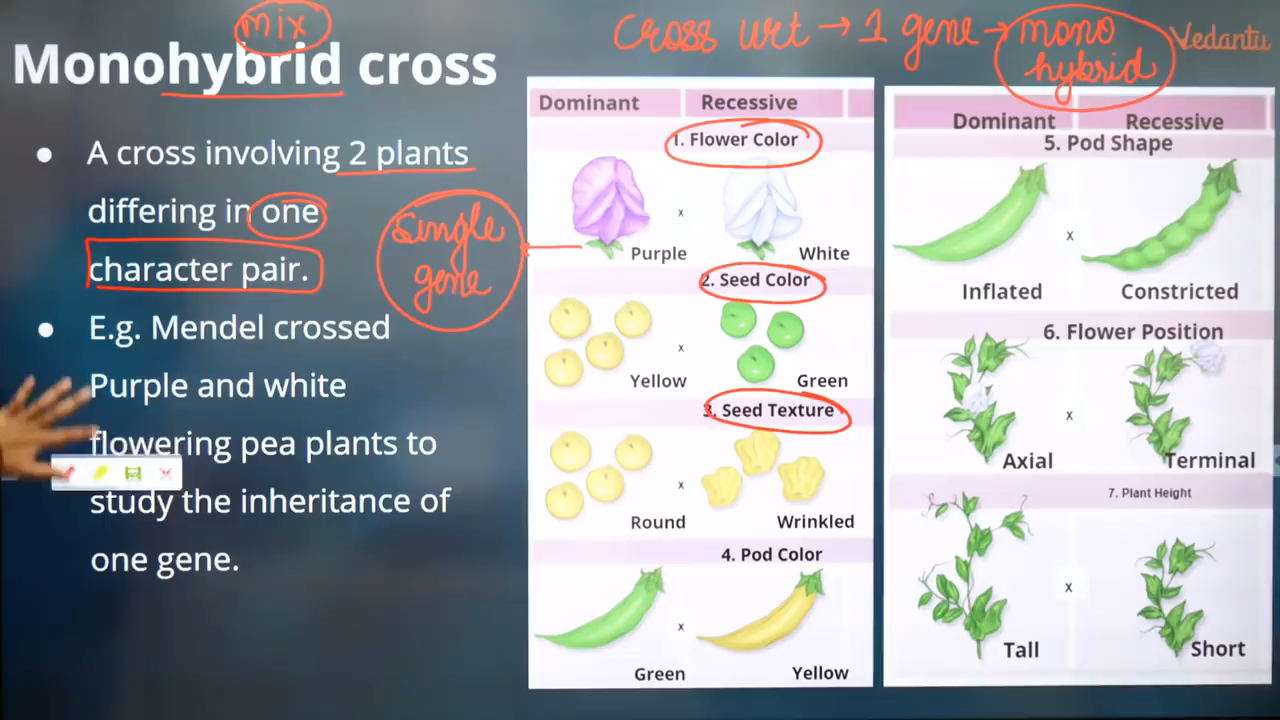 mix
Monohybrid cross
cross wrt → 1 gene → mono hybrid
Vedantu
● A cross involving 2 plants
differing in one
character pair.
single
gene
● E.g. Mendel crossed
Purple and white
flowering pea plants to
study the inheritance of
one gene.
Dominant Recessive
1. Flower Color
x
Purple White
2. Seed Color
x
Yellow Green
3. Seed Texture
x
Round Wrinkled
4. Pod Color
x
Green Yellow
Dominant Recessive
5. Pod Shape
x
Inflated Constricted
6. Flower Position
x
Axial Terminal
7. Plant Height
x
Tall Short